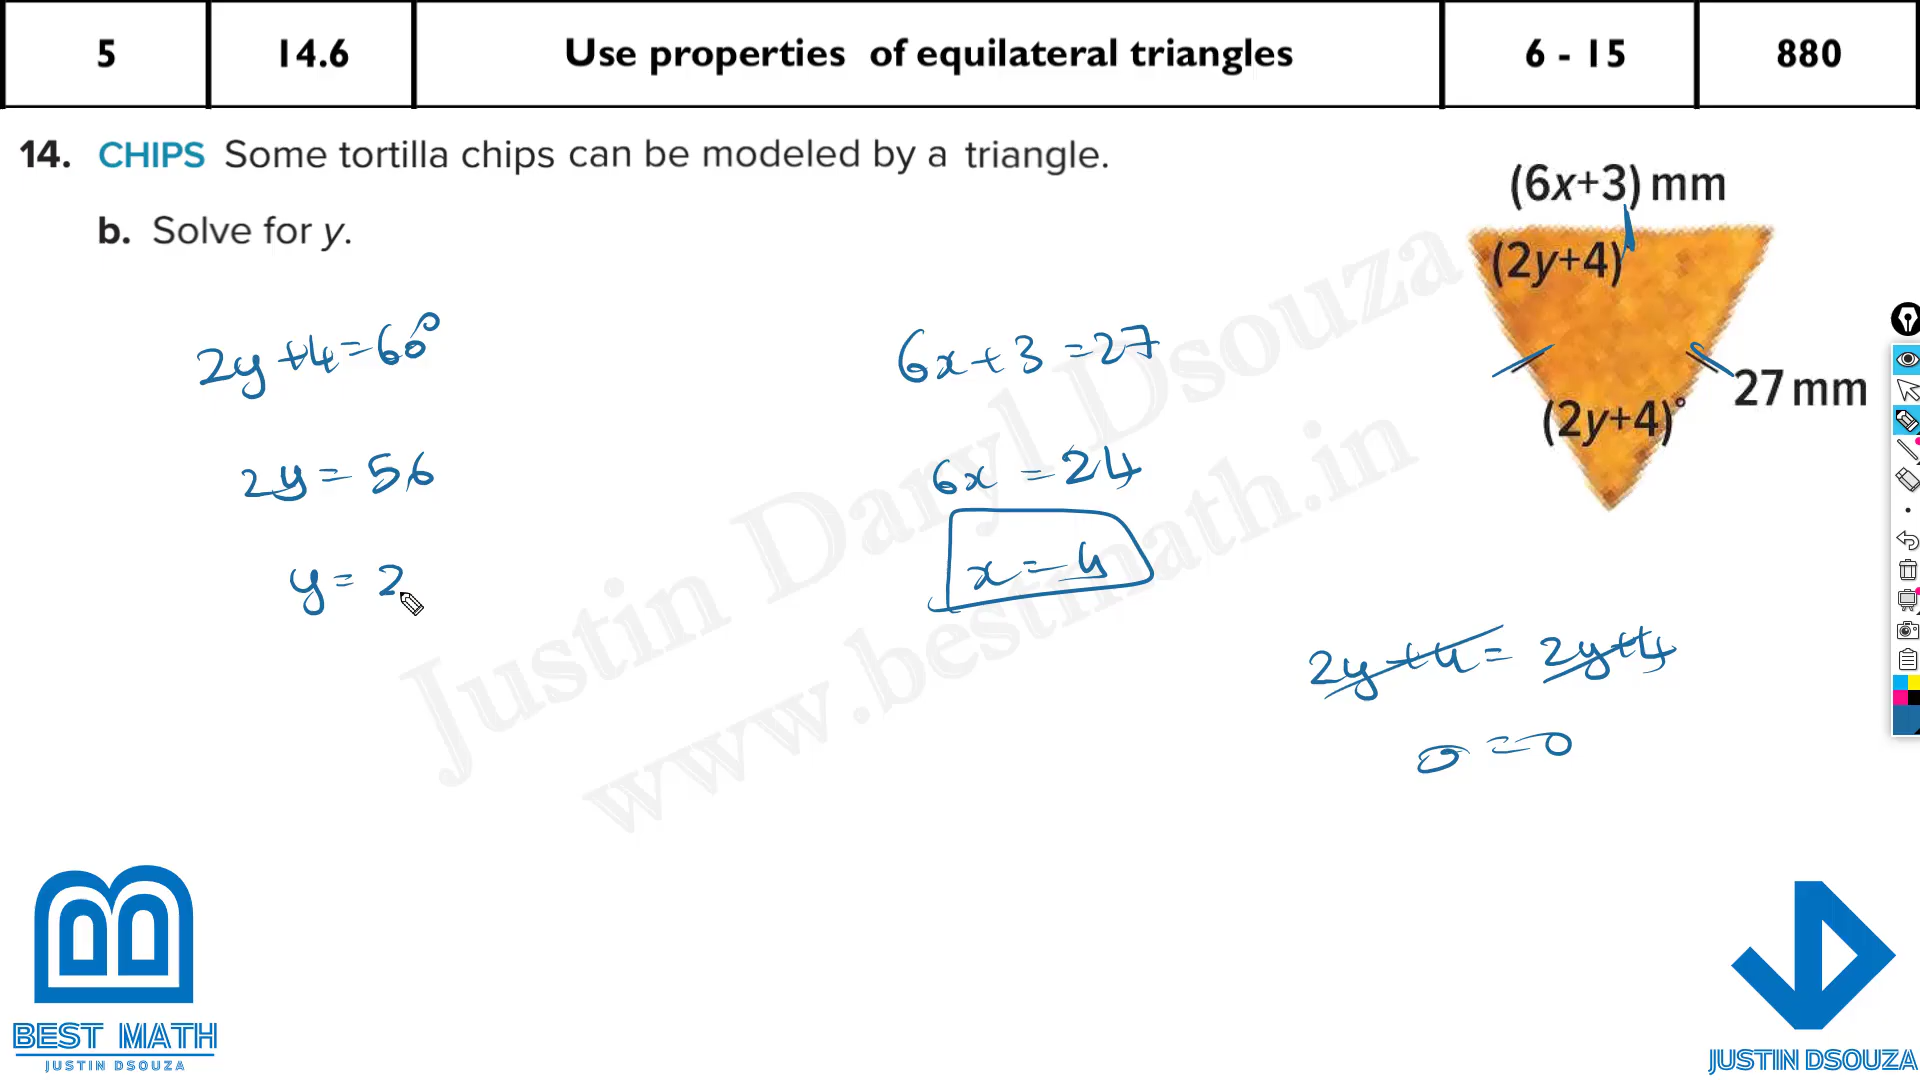 5 14.6 Use properties of equilateral triangles 6 - 15 880
14. CHIPS Some tortilla chips can be modeled by a triangle.
b. Solve for y.
(6x+3) mm
(2y+4)
27 mm
(2y+4)°
2y+4=60°
2y=56
y=2
6x+3=27
6x=24
x=4
2y+4=2y+4
0=0
Justin Daryl Dsouza
www.bestmath.in
BEST MATH
JUSTIN DSOUZA
JUSTIN DSOUZA